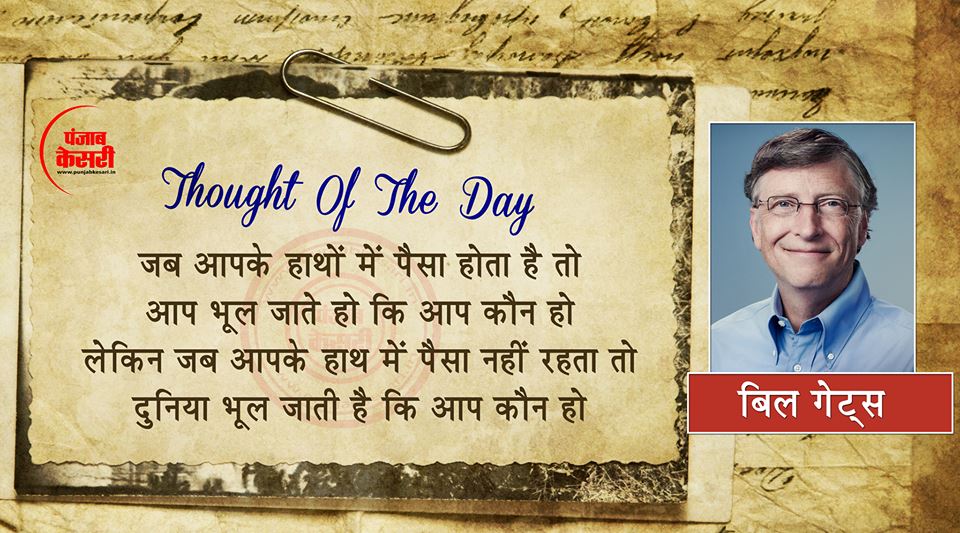 पंजाब
केसरी
www.punjabkesari.in
Thought Of The Day
जब आपके हाथों में पैसा होता है तो
आप भूल जाते हो कि आप कौन हो
लेकिन जब आपके हाथ में पैसा नहीं रहता तो
दुनिया भूल जाती है कि आप कौन हो
बिल गेट्स